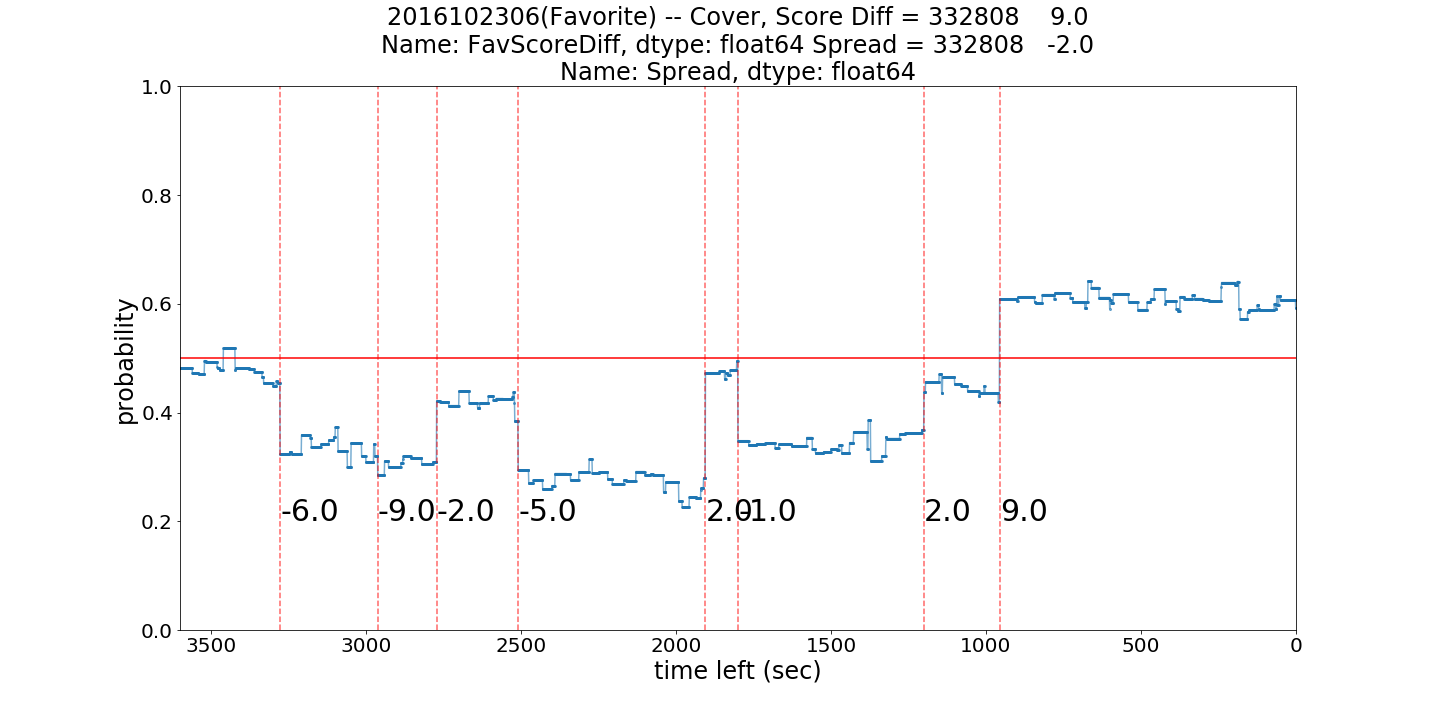 2016102306(Favorite) -- Cover, Score Diff = 332808    9.0
Name: FavScoreDiff, dtype: float64 Spread = 332808   -2.0
Name: Spread, dtype: float64
1.0
0.8
0.6
0.4
0.2
0.0
probability
-6.0 -9.0 -2.0 -5.0 2.0 -1.0 2.0 9.0
3500 3000 2500 2000 1500 1000 500 0
time left (sec)